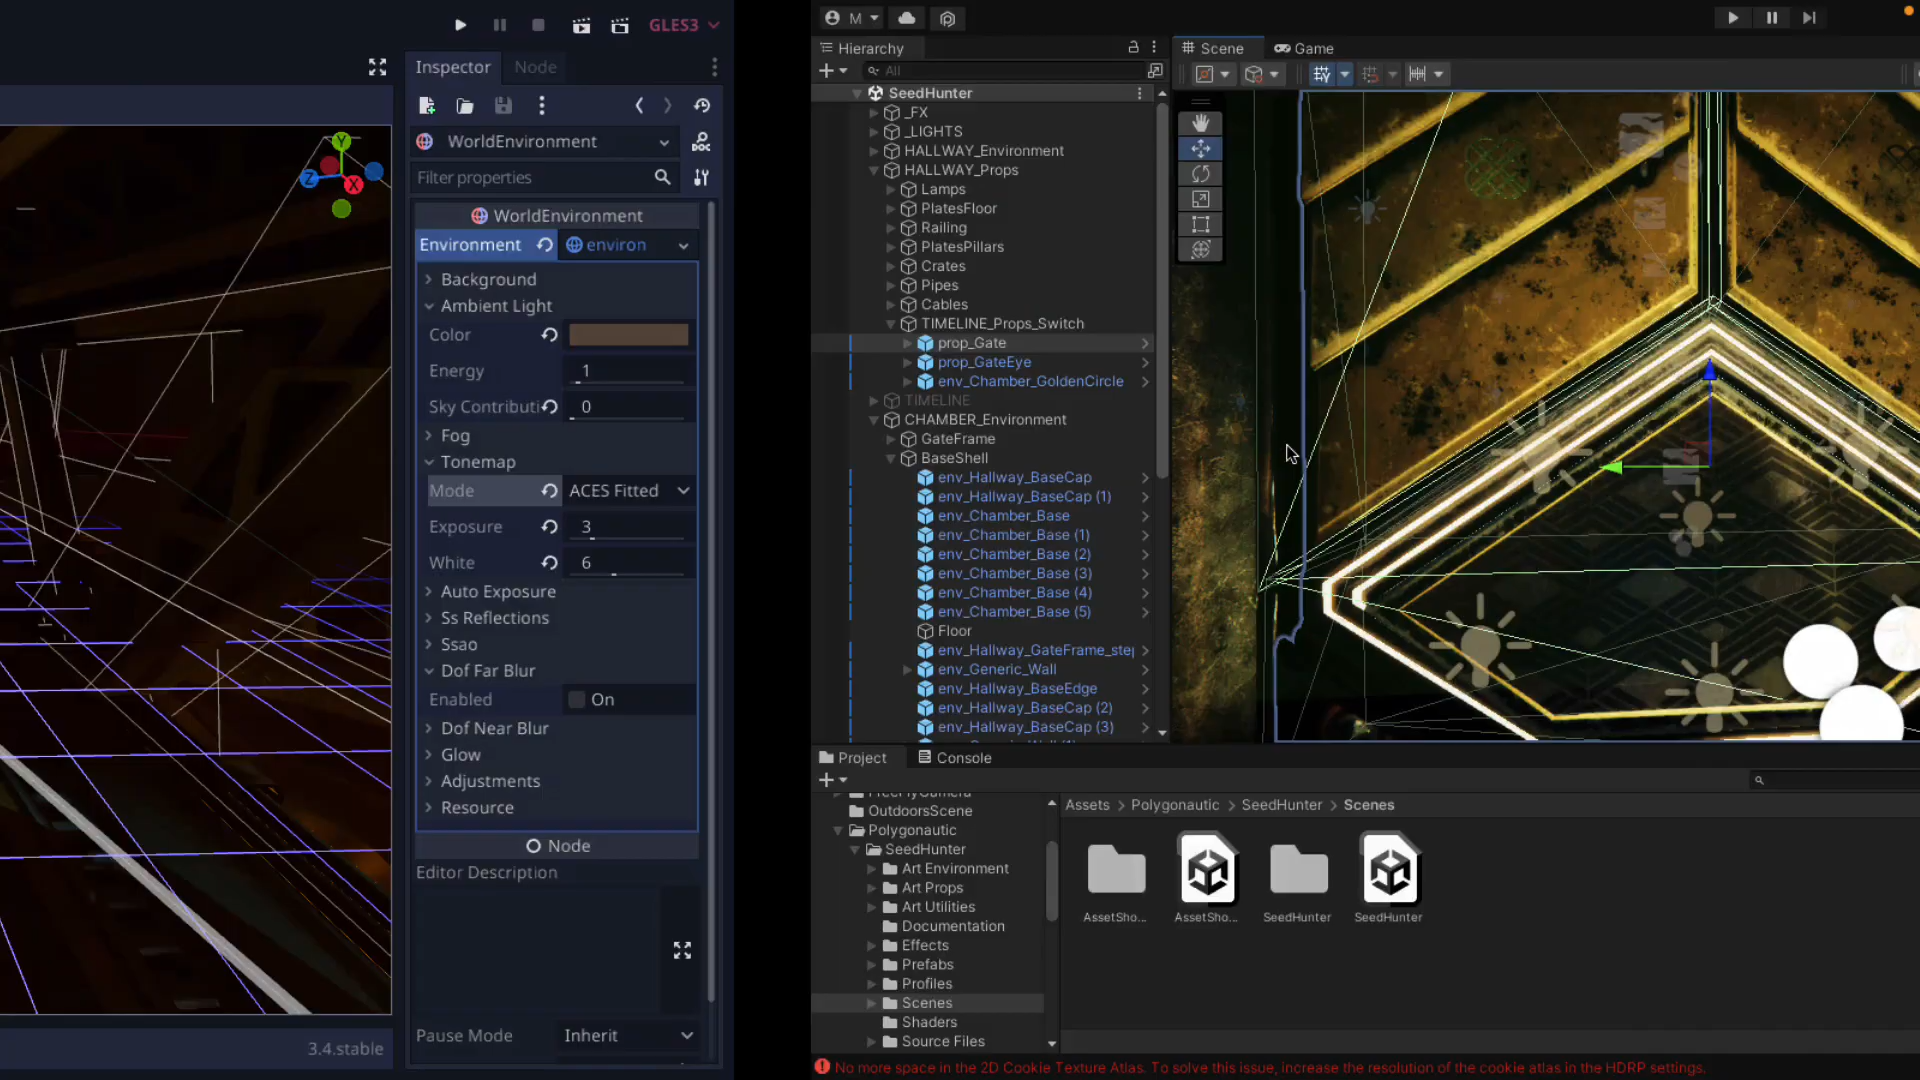 GLES3
Inspector
Node
WorldEnvironment
Filter properties
WorldEnvironment
Environment
environ
Background
Ambient Light
Color
Energy
1
Sky Contributi
0
Fog
Tonemap
Mode
ACES Fitted
Exposure
3
White
6
Auto Exposure
Ss Reflections
Ssao
Dof Far Blur
Enabled
On
Dof Near Blur
Glow
Adjustments
Resource
Node
Editor Description
Pause Mode
Inherit
3.4.stable
Y
Z
X
M
Hierarchy
All
SeedHunter
_FX
_LIGHTS
HALLWAY_Environment
HALLWAY_Props
Lamps
PlatesFloor
Railing
PlatesPillars
Crates
Pipes
Cables
TIMELINE_Props_Switch
prop_Gate
prop_GateEye
env_Chamber_GoldenCircle
TIMELINE
CHAMBER_Environment
GateFrame
BaseShell
env_Hallway_BaseCap
env_Hallway_BaseCap (1)
env_Chamber_Base
env_Chamber_Base (1)
env_Chamber_Base (2)
env_Chamber_Base (3)
env_Chamber_Base (4)
env_Chamber_Base (5)
Floor
env_Hallway_GateFrame_step
env_Generic_Wall
env_Hallway_BaseEdge
env_Hallway_BaseCap (2)
env_Hallway_BaseCap (3)
Scene
Game
Project
Console
FreeFlyCamera
OutdoorsScene
Polygonautic
SeedHunter
Art Environment
Art Props
Art Utilities
Documentation
Effects
Prefabs
Profiles
Scenes
Shaders
Source Files
Assets > Polygonautic > SeedHunter > Scenes
AssetSho...
AssetSho...
SeedHunter
SeedHunter
No more space in the 2D Cookie Texture Atlas. To solve this issue, increase the resolution of the cookie atlas in the HDRP settings.